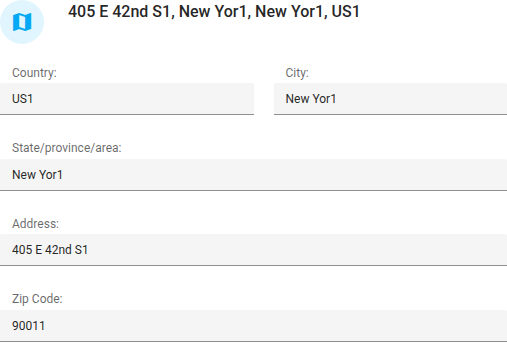 405 E 42nd S1, New Yor1, New Yor1, US1
Country:
City:
US1
New Yor1
State/province/area:
New Yor1
Address:
405 E 42nd S1
Zip Code:
90011